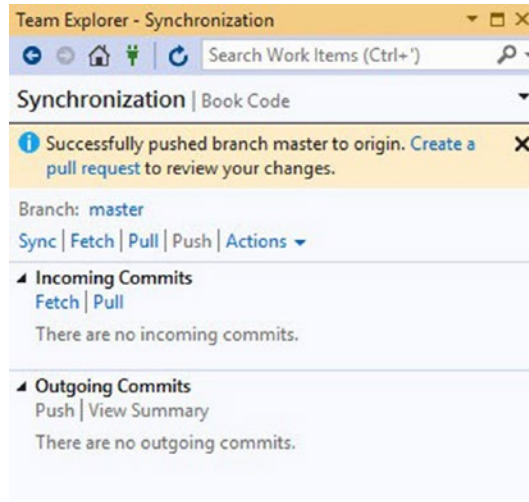 Team Explorer - Synchronization
Search Work Items (Ctrl+')
Synchronization | Book Code
Successfully pushed branch master to origin. Create a
pull request to review your changes.
Branch: master
Sync | Fetch | Pull | Push | Actions
Incoming Commits
Fetch | Pull
There are no incoming commits.
Outgoing Commits
Push | View Summary
There are no outgoing commits.